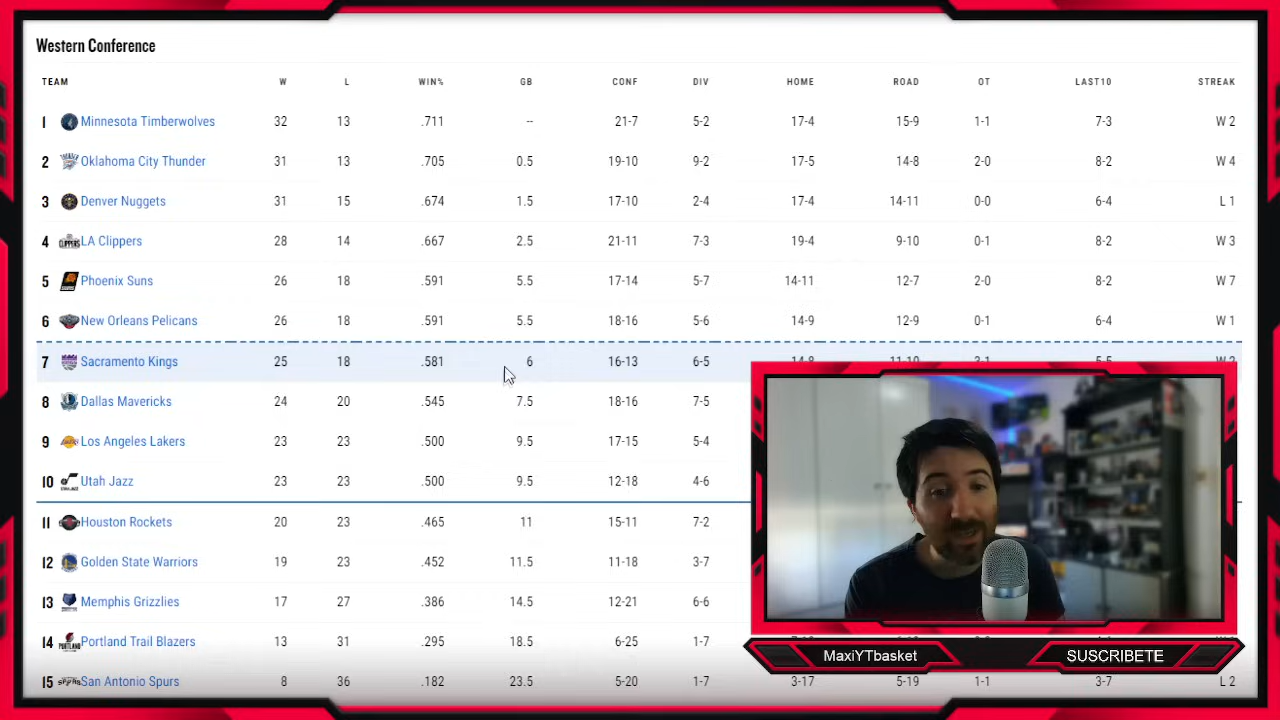 Western Conference
TEAM W L WIN% GB CONF DIV HOME ROAD OT LAST10 STREAK
1 Minnesota Timberwolves 32 13 .711 -- 21-7 5-2 17-4 15-9 1-1 7-3 W 2
2 Oklahoma City Thunder 31 13 .705 0.5 19-10 9-2 17-5 14-8 2-0 8-2 W 4
3 Denver Nuggets 31 15 .674 1.5 17-10 2-4 17-4 14-11 0-0 6-4 L 1
4 LA Clippers 28 14 .667 2.5 21-11 7-3 19-4 9-10 0-1 8-2 W 3
5 Phoenix Suns 26 18 .591 5.5 17-14 5-7 14-11 12-7 2-0 8-2 W 7
6 New Orleans Pelicans 26 18 .591 5.5 18-16 5-6 14-9 12-9 0-1 6-4 W 1
7 Sacramento Kings 25 18 .581 6 16-13 6-5 14-8 11-10 3-1 5-5
8 Dallas Mavericks 24 20 .545 7.5 18-16 7-5
9 Los Angeles Lakers 23 23 .500 9.5 17-15 5-4
10 Utah Jazz 23 23 .500 9.5 12-18 4-6
11 Houston Rockets 20 23 .465 11 15-11 7-2
12 Golden State Warriors 19 23 .452 11.5 11-18 3-7
13 Memphis Grizzlies 17 27 .386 14.5 12-21 6-6
14 Portland Trail Blazers 13 31 .295 18.5 6-25 1-7
15 San Antonio Spurs 8 36 .182 23.5 5-20 1-7 3-17 5-19 1-1 3-7 L 2
MaxiYTbasket SUSCRIBETE